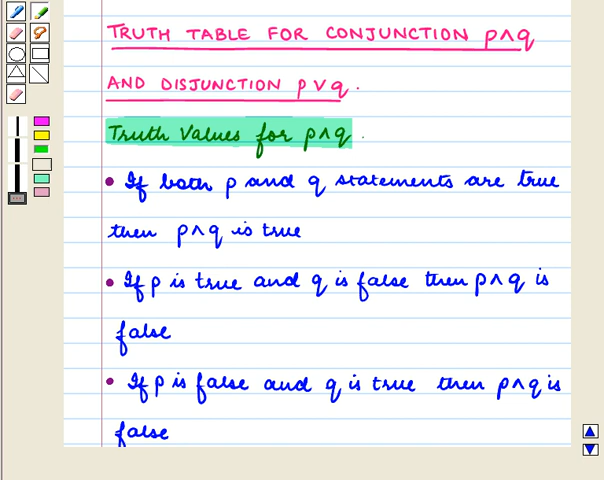 TRUTH TABLE FOR CONJUNCTION p∧q
AND DISJUNCTION p∨q.
Truth Values for p∧q.
• If both p and q statements are true
then p∧q is true
• If p is true and q is false then p∧q is
false
• If p is false and q is true then p∧q is
false